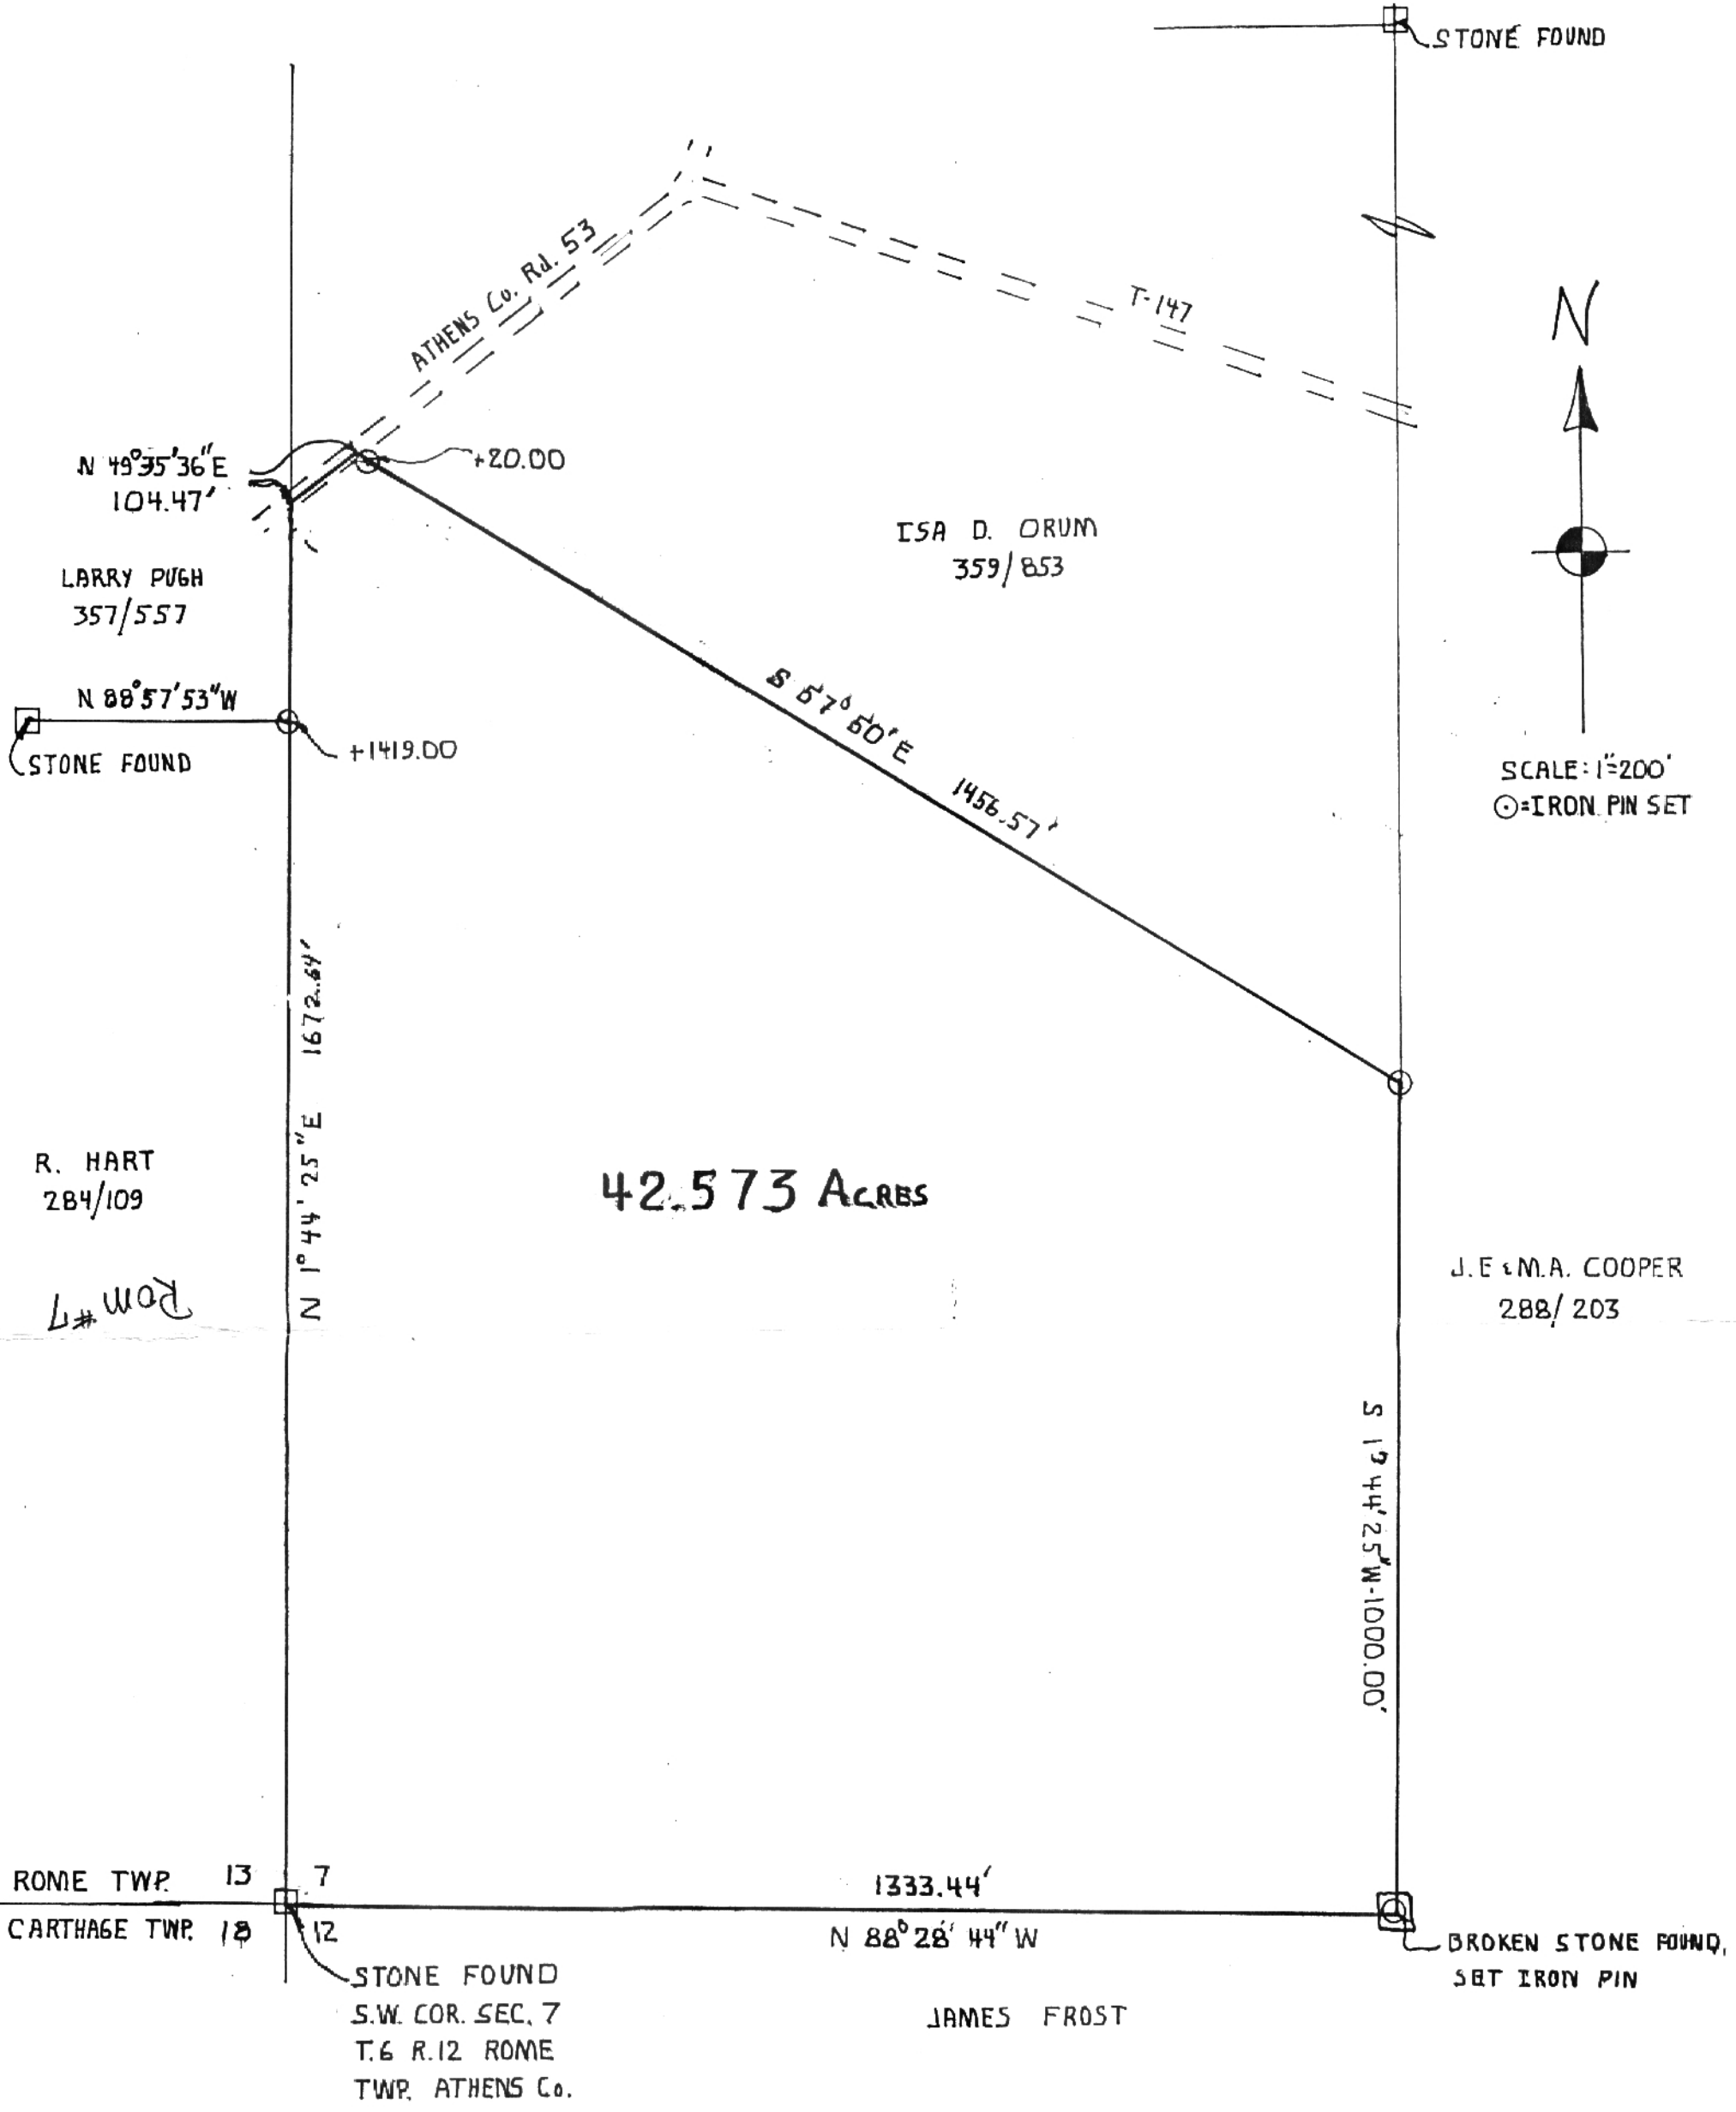 STONE FOUND
ATHENS Co. Rd. 53
T-147
N
N 49°35'36"E
104.47'
+20.00
ISA D. ORUM
359/853
LARRY PUGH
357/557
N 88°57'53"W
STONE FOUND
+1419.00
S 57°50'E 1456.57'
SCALE: 1"=200'
⊙=IRON PIN SET
N 1°44'25"E 1672.64'
R. HART
284/109
42.573 ACRES
Rom #7
J.E & M.A. COOPER
288/203
S 1°44'25"W-1000.00'
ROME TWP. 13 7
CARTHAGE TWP. 18 12
1333.44'
N 88°28'44"W
BROKEN STONE FOUND,
SET IRON PIN
STONE FOUND
S.W. COR. SEC. 7
T.6 R.12 ROME
TWP. ATHENS Co.
JAMES FROST